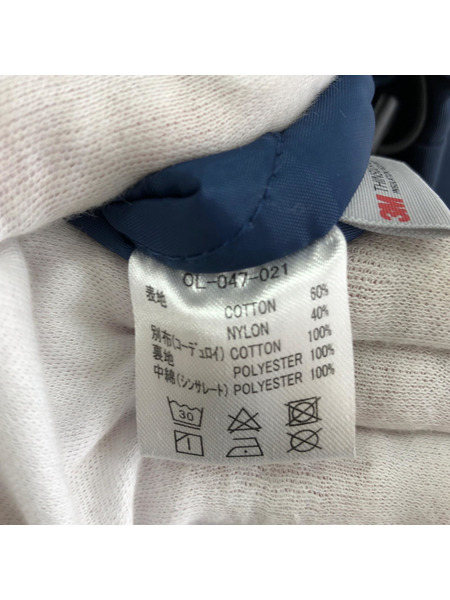 OL-047-021
表地 COTTON 60%
NYLON 40%
別布(コーデュロイ) COTTON 100%
裏地 POLYESTER 100%
中綿(シンサレート) POLYESTER 100%
30
3M